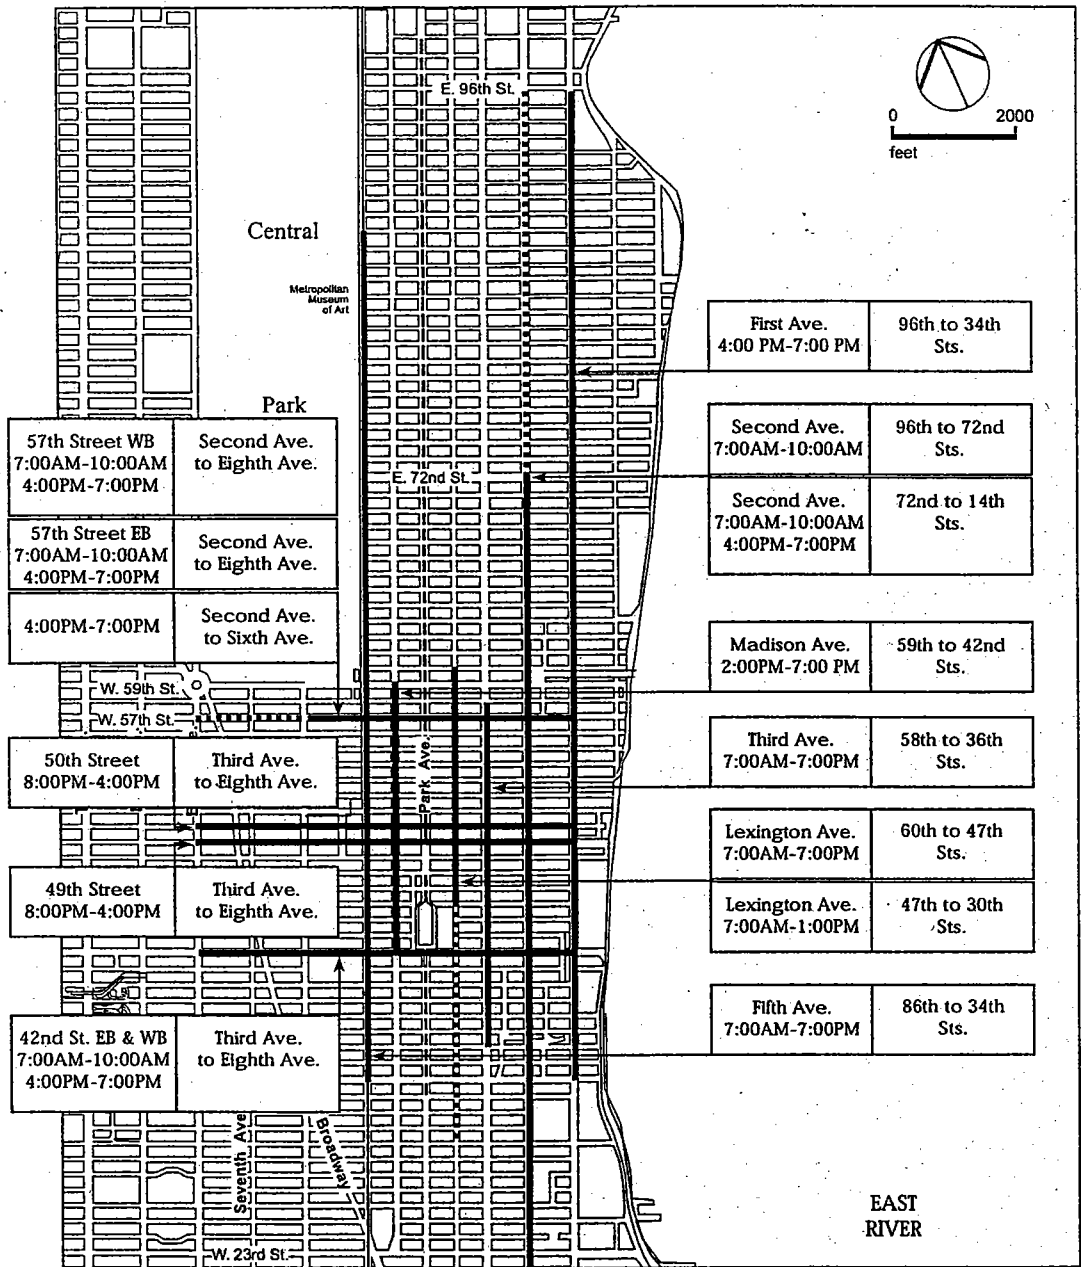 E. 96th St.
0 2000
feet
Central
Metropolitan
Museum
of Art
Park
E. 72nd St.
First Ave.
4:00 PM-7:00 PM
96th to 34th
Sts.
Second Ave.
7:00AM-10:00AM
96th to 72nd
Sts.
Second Ave.
7:00AM-10:00AM
4:00PM-7:00PM
72nd to 14th
Sts.
57th Street WB
7:00AM-10:00AM
4:00PM-7:00PM
Second Ave.
to Eighth Ave.
57th Street EB
7:00AM-10:00AM
4:00PM-7:00PM
Second Ave.
to Eighth Ave.
4:00PM-7:00PM
Second Ave.
to Sixth Ave.
Madison Ave.
2:00PM-7:00 PM
59th to 42nd
Sts.
W. 59th St.
W. 57th St.
Park Ave.
Third Ave.
7:00AM-7:00PM
58th to 36th
Sts.
50th Street
8:00PM-4:00PM
Third Ave.
to Eighth Ave.
Lexington Ave.
7:00AM-7:00PM
60th to 47th
Sts.
49th Street
8:00PM-4:00PM
Third Ave.
to Eighth Ave.
Lexington Ave.
7:00AM-1:00PM
47th to 30th
Sts.
Fifth Ave.
7:00AM-7:00PM
86th to 34th
Sts.
42nd St. EB & WB
7:00AM-10:00AM
4:00PM-7:00PM
Third Ave.
to Eighth Ave.
Seventh Ave
Broadway
W. 23rd St.
EAST
RIVER